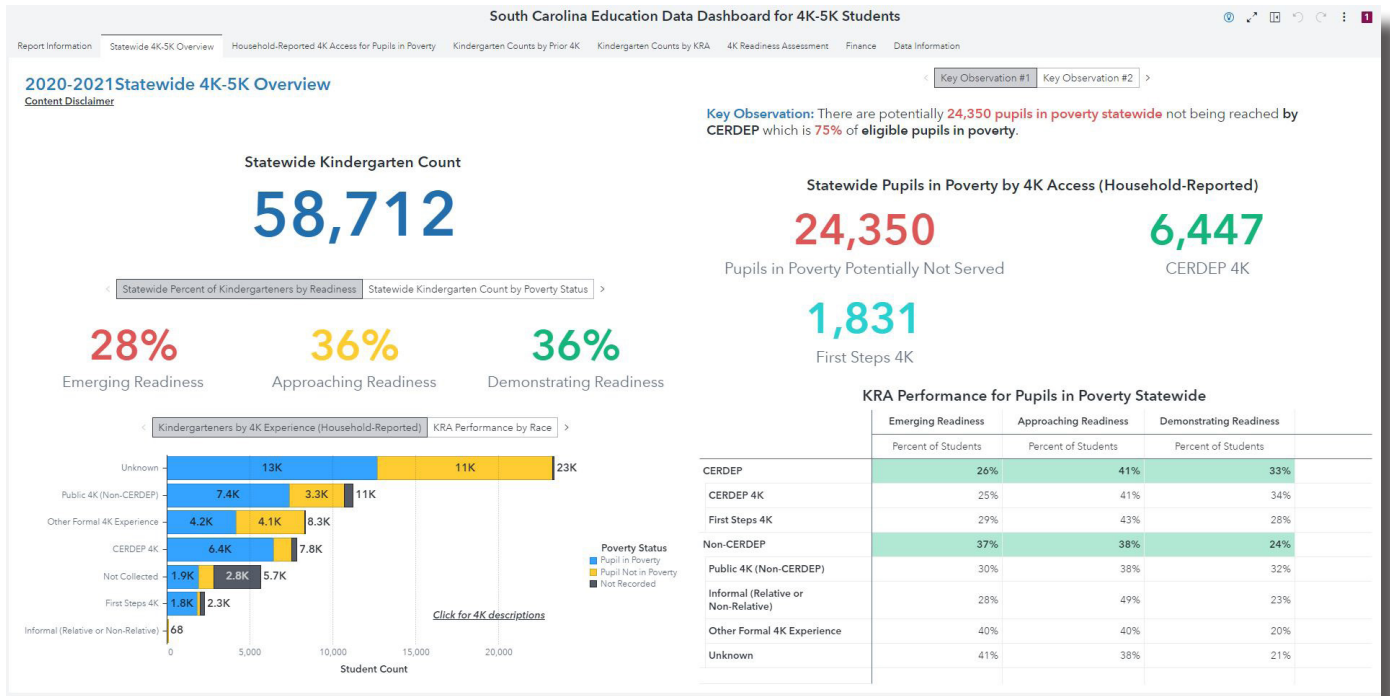 South Carolina Education Data Dashboard for 4K-5K Students
1
Report Information
Statewide 4K-5K Overview
Household-Reported 4K Access for Pupils in Poverty
Kindergarten Counts by Prior 4K
Kindergarten Counts by KRA
4K Readiness Assessment
Finance
Data Information
2020-2021Statewide 4K-5K Overview
Content Disclaimer
Statewide Kindergarten Count
58,712
Statewide Percent of Kindergarteners by Readiness
Statewide Kindergarten Count by Poverty Status
28%
36%
36%
Emerging Readiness
Approaching Readiness
Demonstrating Readiness
Kindergarteners by 4K Experience (Household-Reported)
KRA Performance by Race
Unknown 13K 11K 23K
Public 4K (Non-CERDEP) 7.4K 3.3K 11K
Other Formal 4K Experience 4.2K 4.1K 8.3K
CERDEP 4K 6.4K 7.8K
Not Collected 1.9K 2.8K 5.7K
First Steps 4K 1.8K 2.3K
Informal (Relative or Non-Relative) 68
0 5,000 10,000 15,000 20,000
Student Count
Poverty Status
Pupil in Poverty
Pupil Not in Poverty
Not Recorded
Click for 4K descriptions
Key Observation #1
Key Observation #2
Key Observation: There are potentially 24,350 pupils in poverty statewide not being reached by
CERDEP which is 75% of eligible pupils in poverty.
Statewide Pupils in Poverty by 4K Access (Household-Reported)
24,350
6,447
Pupils in Poverty Potentially Not Served
CERDEP 4K
1,831
First Steps 4K
KRA Performance for Pupils in Poverty Statewide
Emerging Readiness Approaching Readiness Demonstrating Readiness
Percent of Students Percent of Students Percent of Students
CERDEP 26% 41% 33%
CERDEP 4K 25% 41% 34%
First Steps 4K 29% 43% 28%
Non-CERDEP 37% 38% 24%
Public 4K (Non-CERDEP) 30% 38% 32%
Informal (Relative or
Non-Relative) 28% 49% 23%
Other Formal 4K Experience 40% 40% 20%
Unknown 41% 38% 21%